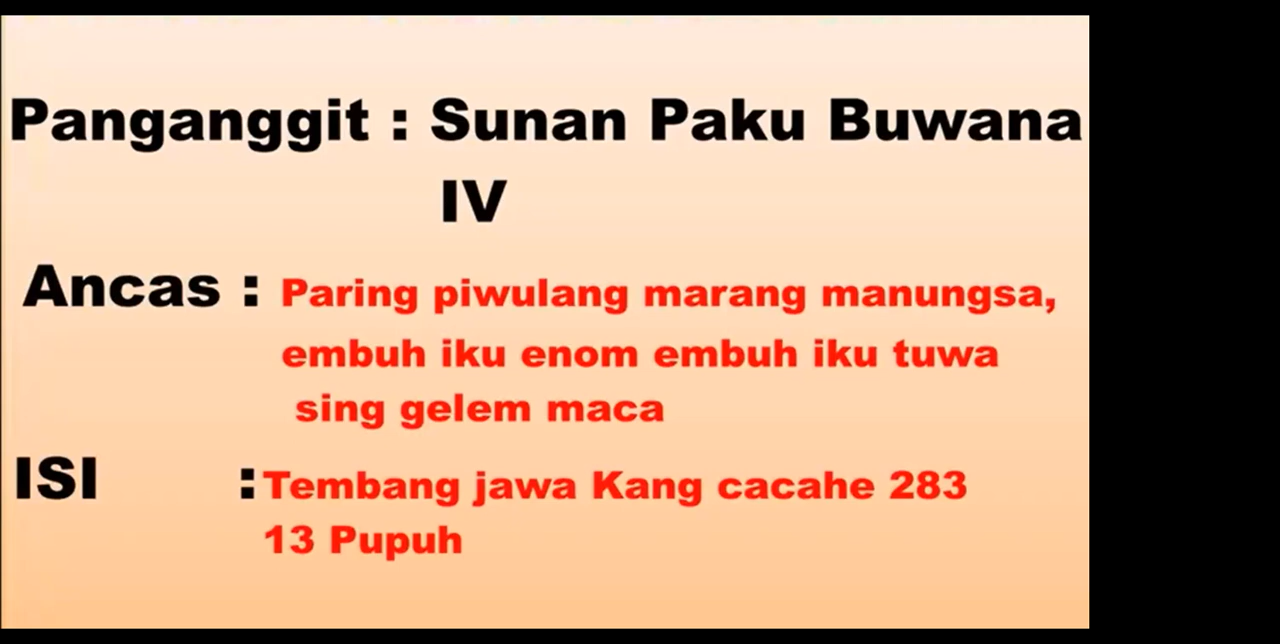 Panganggit : Sunan Paku Buwana
IV
Ancas : Paring piwulang marang manungsa,
embuh iku enom embuh iku tuwa
sing gelem maca
ISI : Tembang jawa Kang cacahe 283
13 Pupuh